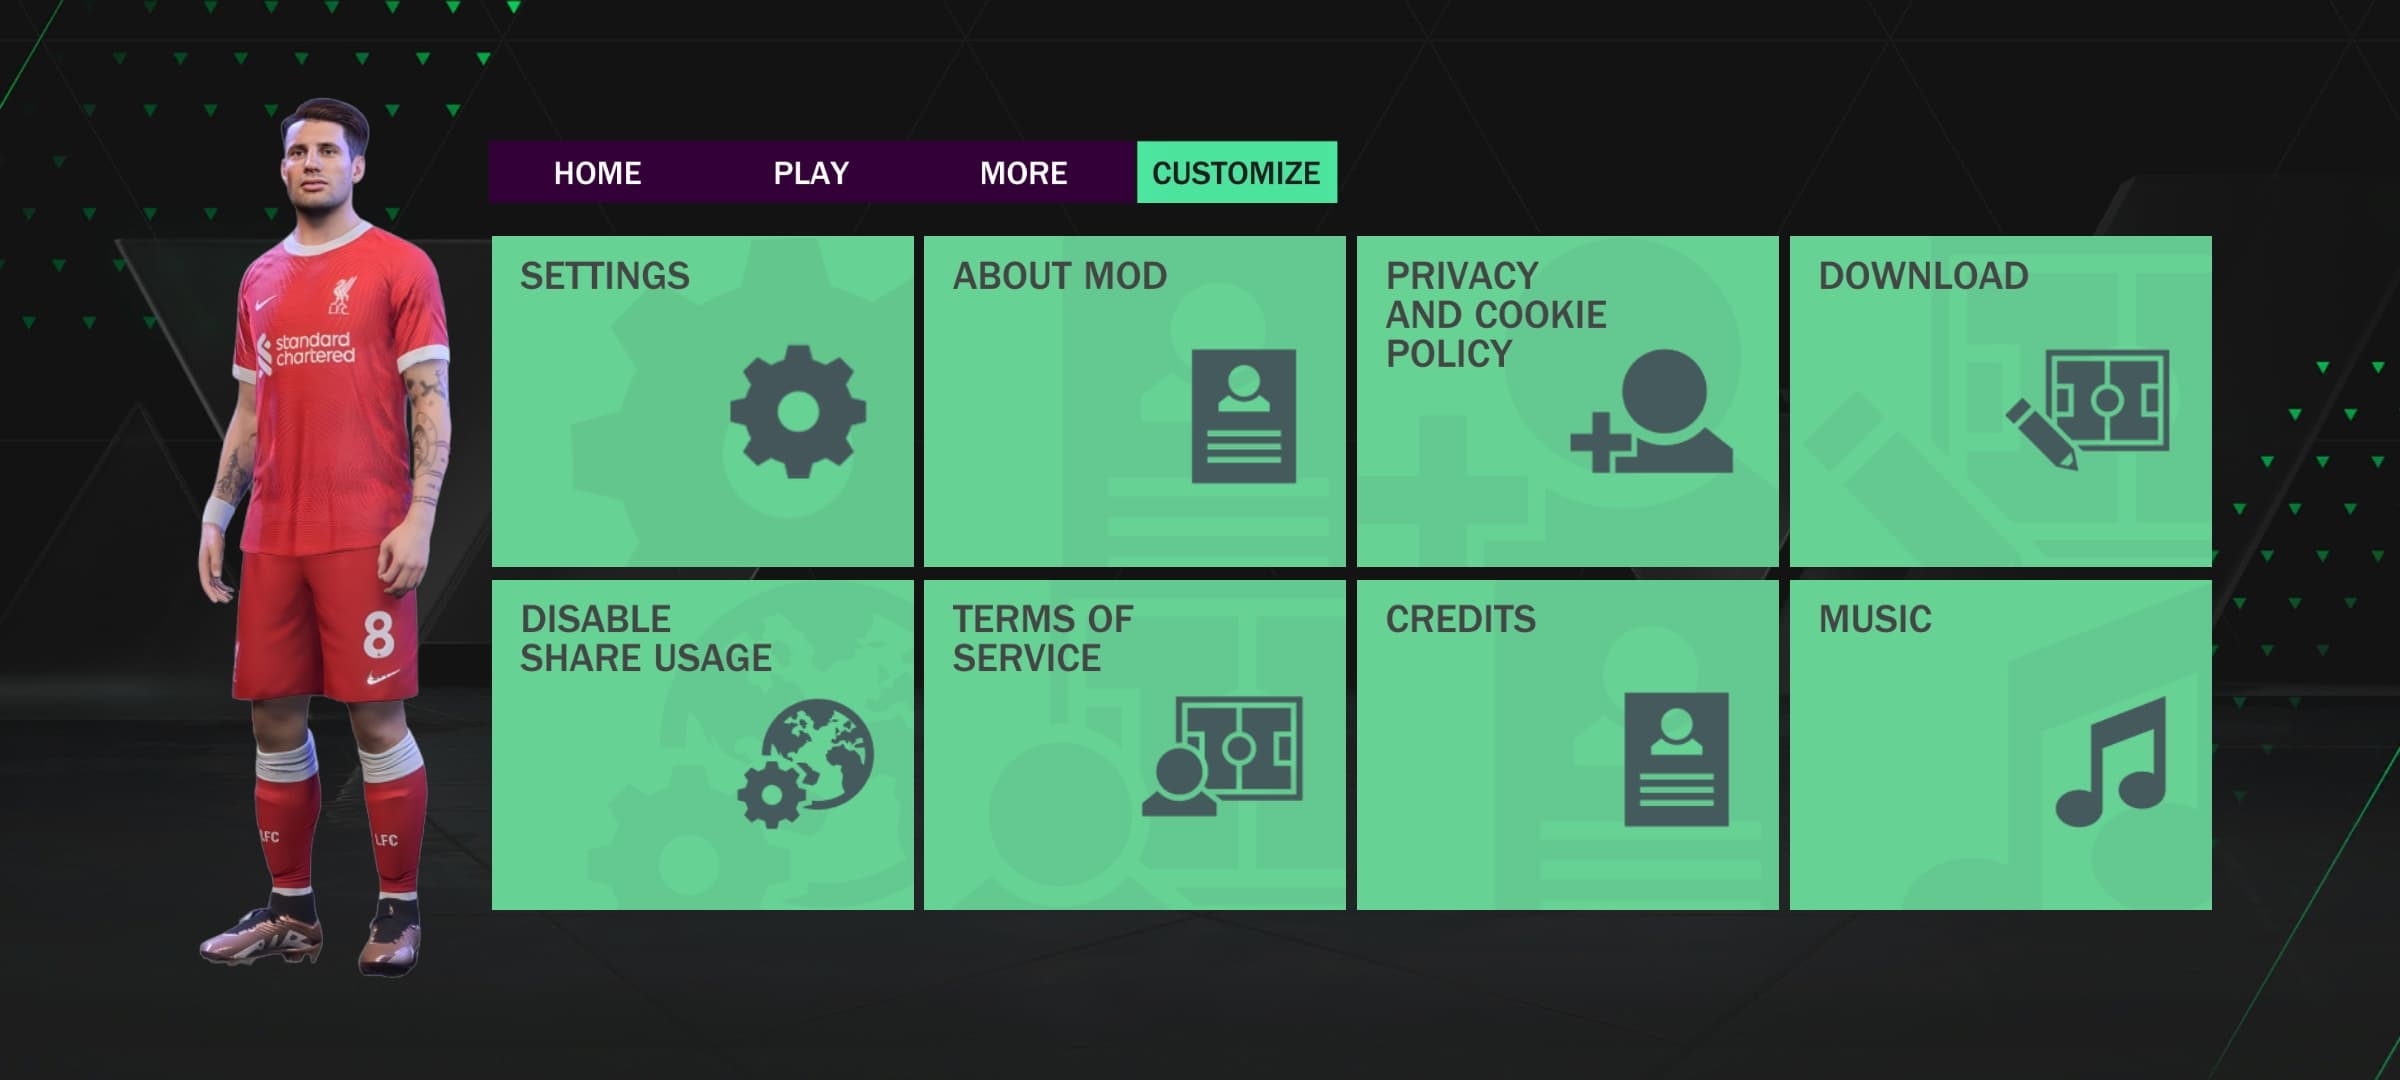 HOME
PLAY
MORE
CUSTOMIZE
SETTINGS
ABOUT MOD
PRIVACY
AND COOKIE
POLICY
DOWNLOAD
DISABLE
SHARE USAGE
TERMS OF
SERVICE
CREDITS
MUSIC
L.F.C.
standard
chartered
8
LFC
LFC
AIR